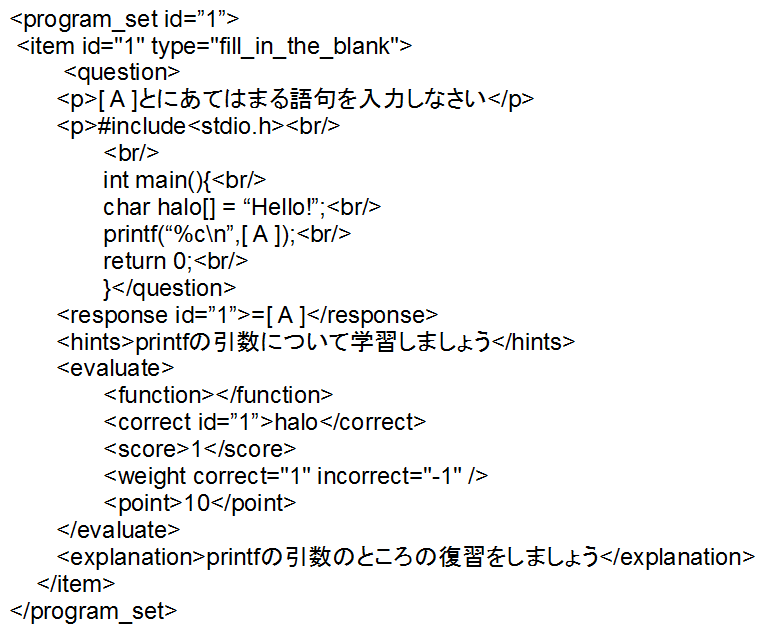 <program_set id=”1”>
<item id="1" type="fill_in_the_blank">
<question>
<p>[ A ]とにあてはまる語句を入力しなさい</p>
<p>#include<stdio.h><br/>
<br/>
int main(){<br/>
char halo[] = “Hello!”;<br/>
printf(“%c\n”,[ A ]);<br/>
return 0;<br/>
}</question>
<response id=”1”>=[ A ]</response>
<hints>printfの引数について学習しましょう</hints>
<evaluate>
<function></function>
<correct id=”1”>halo</correct>
<score>1</score>
<weight correct="1" incorrect="-1" />
<point>10</point>
</evaluate>
<explanation>printfの引数のところの復習をしましょう</explanation>
</item>
</program_set>